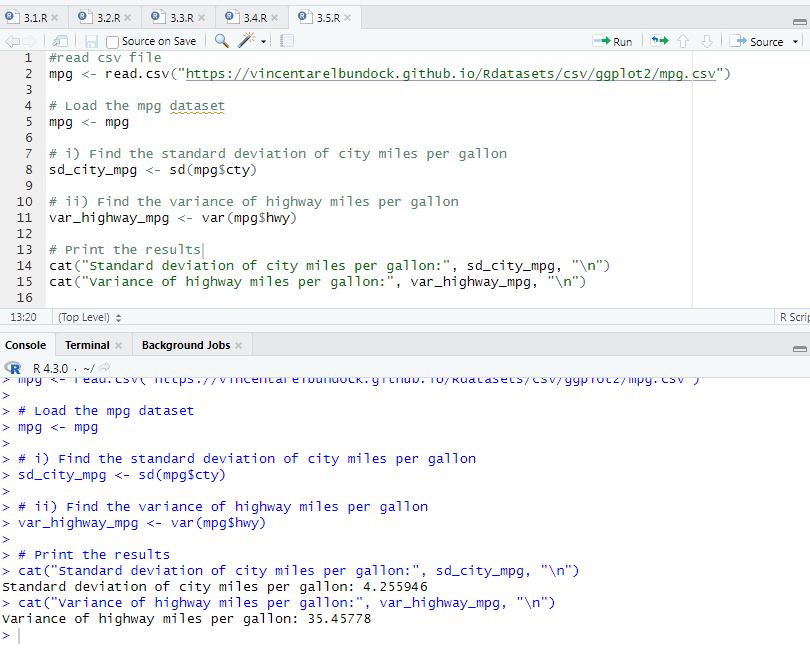 3.1.R
3.2.R
3.3.R
3.4.R
3.5.R
Source on Save
Run
Source
1 #read csv file
2 mpg <- read.csv("https://vincentarelbundock.github.io/Rdatasets/csv/ggplot2/mpg.csv")
3
4 # Load the mpg dataset
5 mpg <- mpg
6
7 # i) Find the standard deviation of city miles per gallon
8 sd_city_mpg <- sd(mpg$cty)
9
10 # ii) Find the variance of highway miles per gallon
11 var_highway_mpg <- var(mpg$hwy)
12
13 # Print the results
14 cat("Standard deviation of city miles per gallon:", sd_city_mpg, "\n")
15 cat("Variance of highway miles per gallon:", var_highway_mpg, "\n")
16
13:20 (Top Level) R Scrip
Console Terminal Background Jobs
R R 4.3.0 · ~/
> mpg <- read.csv("https://vincentarelbundock.github.io/Rdatasets/csv/ggplot2/mpg.csv")
>
> # Load the mpg dataset
> mpg <- mpg
>
> # i) Find the standard deviation of city miles per gallon
> sd_city_mpg <- sd(mpg$cty)
>
> # ii) Find the variance of highway miles per gallon
> var_highway_mpg <- var(mpg$hwy)
>
> # Print the results
> cat("Standard deviation of city miles per gallon:", sd_city_mpg, "\n")
Standard deviation of city miles per gallon: 4.255946
> cat("Variance of highway miles per gallon:", var_highway_mpg, "\n")
Variance of highway miles per gallon: 35.45778
>